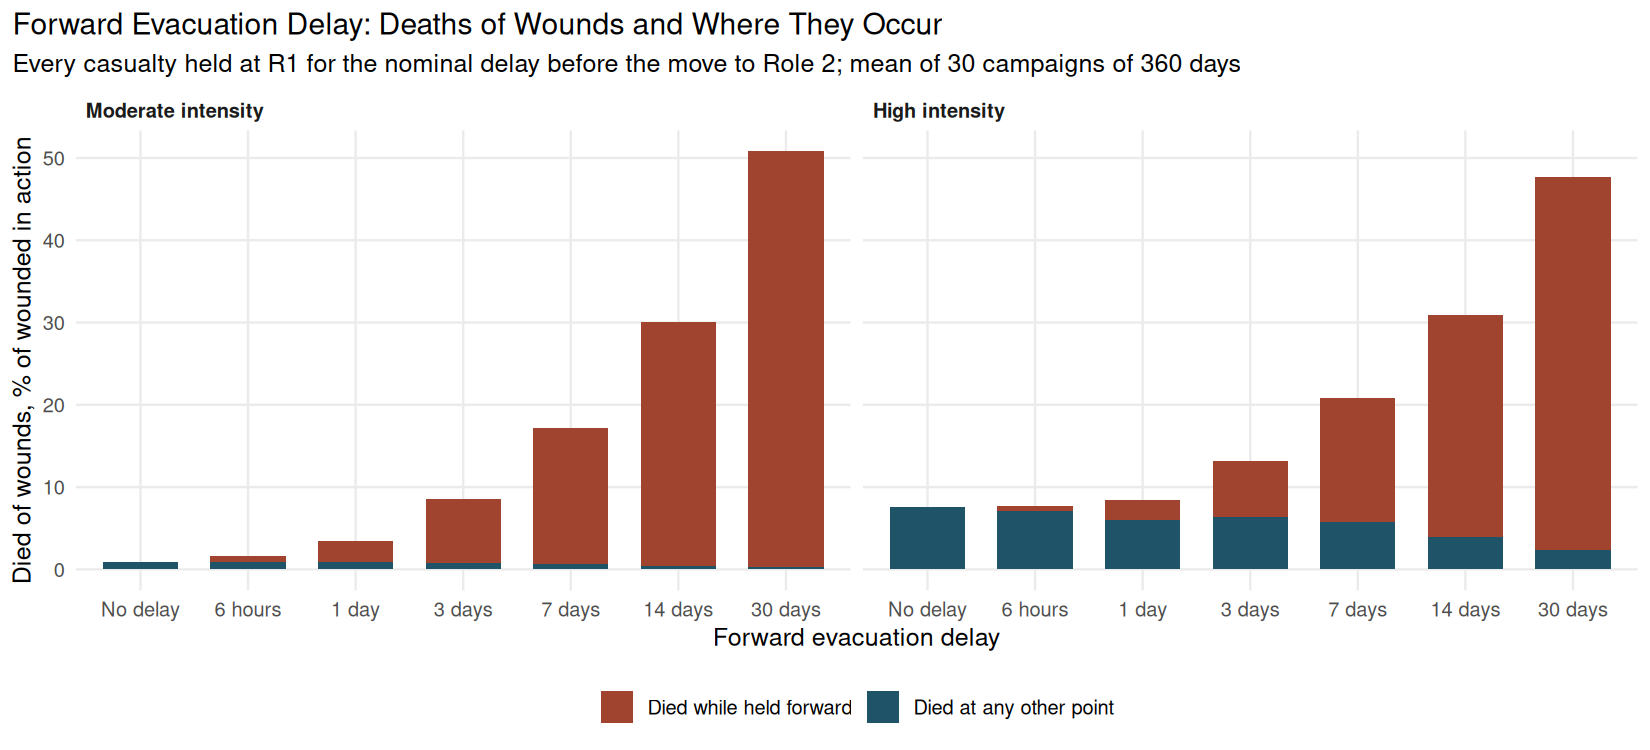 Forward Evacuation Delay: Deaths of Wounds and Where They Occur
Every casualty held at R1 for the nominal delay before the move to Role 2; mean of 30 campaigns of 360 days
Moderate intensity
High intensity
Died of wounds, % of wounded in action
50
40
30
20
10
0
No delay 6 hours 1 day 3 days 7 days 14 days 30 days
No delay 6 hours 1 day 3 days 7 days 14 days 30 days
Forward evacuation delay
Died while held forward
Died at any other point